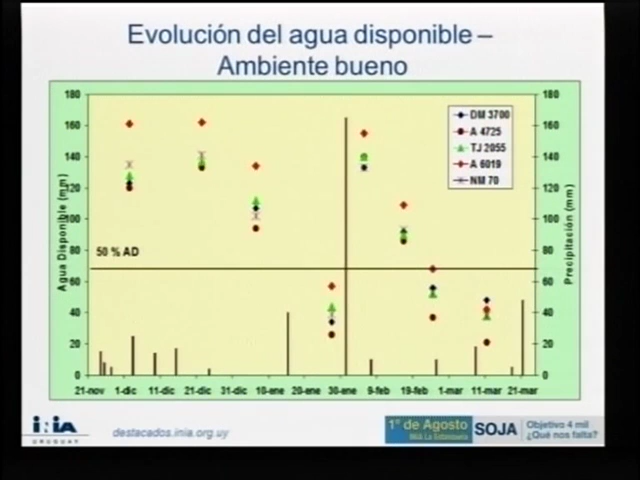 Evolución del agua disponible –
Ambiente bueno
180
160
140
120
100
80
60
40
20
0
Agua Disponible (mm)
50 % AD
DM 3700
A 4725
TJ 2055
A 6019
NM 70
180
160
140
120
100
80
60
40
20
0
Precipitación (mm)
21-nov 1-dic 11-dic 21-dic 31-dic 10-ene 20-ene 30-ene 9-feb 19-feb 1-mar 11-mar 21-mar
inia
URUGUAY
destacados.inia.org.uy
1° de Agosto
INIA La Estanzuela
SOJA
Objetivo 4 mil
¿Qué nos falta?